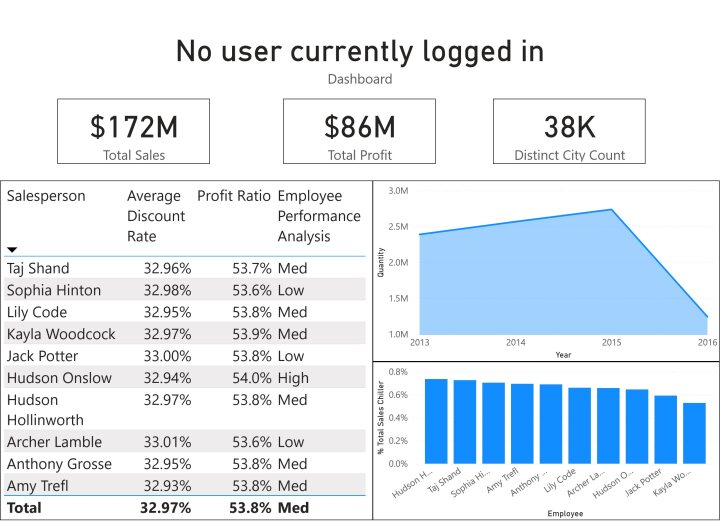 No user currently logged in
Dashboard
$172M
Total Sales
$86M
Total Profit
38K
Distinct City Count
Salesperson Average Discount Rate Profit Ratio Employee Performance Analysis
Taj Shand 32.96% 53.7% Med
Sophia Hinton 32.98% 53.6% Low
Lily Code 32.95% 53.8% Med
Kayla Woodcock 32.97% 53.9% Med
Jack Potter 33.00% 53.8% Low
Hudson Onslow 32.94% 54.0% High
Hudson Hollinworth 32.97% 53.8% Med
Archer Lamble 33.01% 53.6% Low
Anthony Grosse 32.95% 53.8% Med
Amy Trefl 32.93% 53.8% Med
Total 32.97% 53.8% Med
Quantity
3.0M
2.5M
2.0M
1.5M
1.0M
2013 2014 2015 2016
Year
% Total Sales Chiller
0.8%
0.6%
0.4%
0.2%
0.0%
Hudson H... Taj Shand Sophia Hi... Amy Trefl Anthony ... Lily Code Archer La... Hudson O... Jack Potter Kayla Wo...
Employee